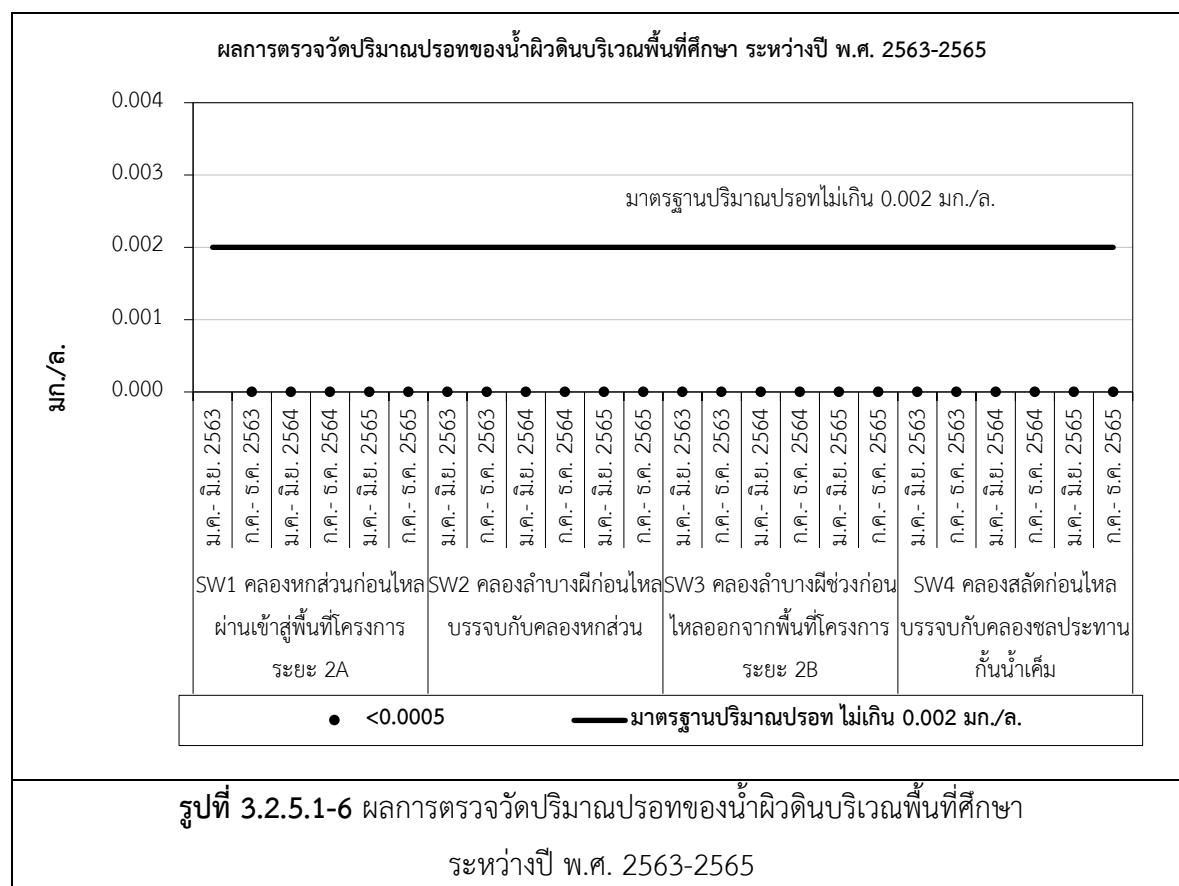 ผลการตรวจวัดปริมาณปรอทของน้ำผิวดินบริเวณพื้นที่ศึกษา ระหว่างปี พ.ศ. 2563-2565
0.004
0.003
มาตรฐานปริมาณปรอทไม่เกิน 0.002 มก./ล.
0.002
0.001
0.000
มก./ล.
ม.ค.- มิ.ย. 2563
ก.ค.- ธ.ค. 2563
ม.ค.- มิ.ย. 2564
ก.ค.- ธ.ค. 2564
ม.ค.- มิ.ย. 2565
ก.ค.- ธ.ค. 2565
ม.ค.- มิ.ย. 2563
ก.ค.- ธ.ค. 2563
ม.ค.- มิ.ย. 2564
ก.ค.- ธ.ค. 2564
ม.ค.- มิ.ย. 2565
ก.ค.- ธ.ค. 2565
ม.ค.- มิ.ย. 2563
ก.ค.- ธ.ค. 2563
ม.ค.- มิ.ย. 2564
ก.ค.- ธ.ค. 2564
ม.ค.- มิ.ย. 2565
ก.ค.- ธ.ค. 2565
ม.ค.- มิ.ย. 2563
ก.ค.- ธ.ค. 2563
ม.ค.- มิ.ย. 2564
ก.ค.- ธ.ค. 2564
ม.ค.- มิ.ย. 2565
ก.ค.- ธ.ค. 2565
SW1 คลองหกส่วนก่อนไหล
ผ่านเข้าสู่พื้นที่โครงการ
ระยะ 2A
SW2 คลองลำบางผีก่อนไหล
บรรจบกับคลองหกส่วน
SW3 คลองลำบางผีช่วงก่อน
ไหลออกจากพื้นที่โครงการ
ระยะ 2B
SW4 คลองสลัดก่อนไหล
บรรจบกับคลองชลประทาน
กั้นน้ำเค็ม
<0.0005
มาตรฐานปริมาณปรอท ไม่เกิน 0.002 มก./ล.
รูปที่ 3.2.5.1-6 ผลการตรวจวัดปริมาณปรอทของน้ำผิวดินบริเวณพื้นที่ศึกษา
ระหว่างปี พ.ศ. 2563-2565